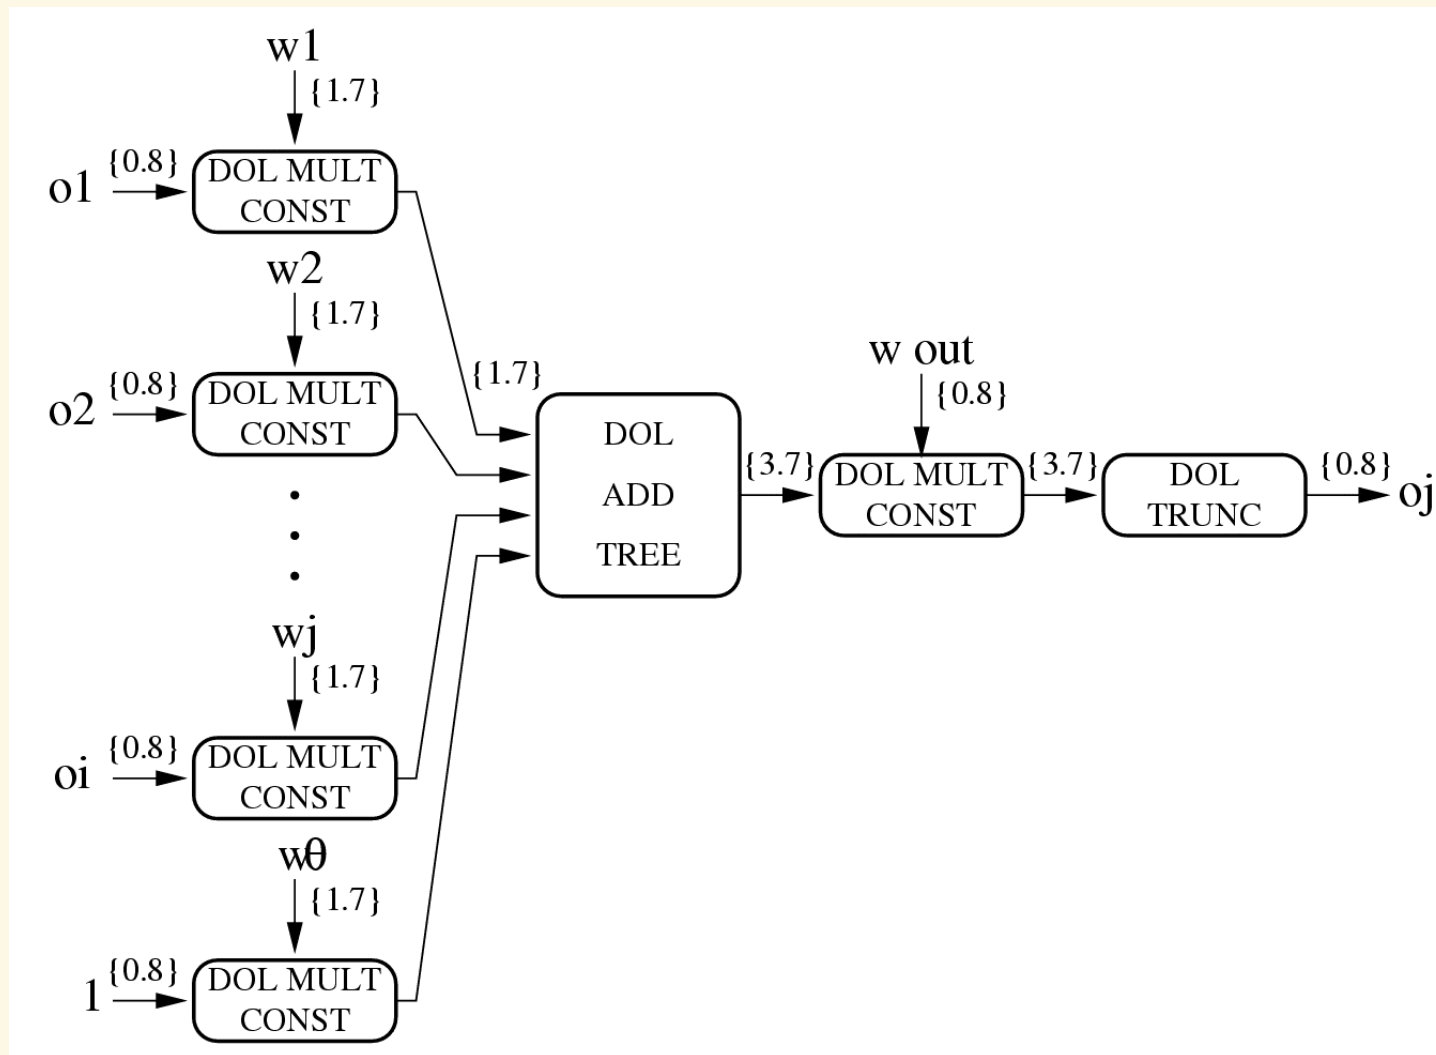 w1
{1.7}
{0.8}
o1
DOL MULT
CONST
w2
{1.7}
{0.8}
o2
DOL MULT
CONST
wj
{1.7}
{0.8}
oi
DOL MULT
CONST
wθ
{1.7}
{0.8}
1
DOL MULT
CONST
{1.7}
DOL
ADD
TREE
{3.7}
w out
{0.8}
DOL MULT
CONST
{3.7}
DOL
TRUNC
{0.8}
oj